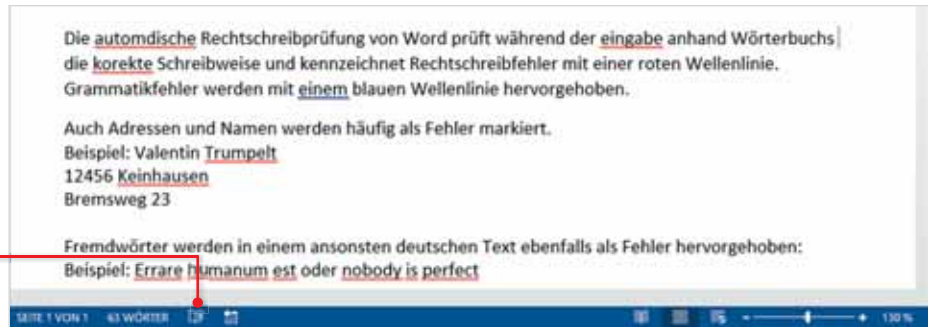 Die automdische Rechtschreibprüfung von Word prüft während der eingabe anhand Wörterbuchs
die korekte Schreibweise und kennzeichnet Rechtschreibfehler mit einer roten Wellenlinie.
Grammatikfehler werden mit einem blauen Wellenlinie hervorgehoben.
Auch Adressen und Namen werden häufig als Fehler markiert.
Beispiel: Valentin Trumpelt
12456 Keinhausen
Bremsweg 23
Fremdwörter werden in einem ansonsten deutschen Text ebenfalls als Fehler hervorgehoben:
Beispiel: Errare humanum est oder nobody is perfect
SEITE 1 VON 1 63 WÖRTER 130 %